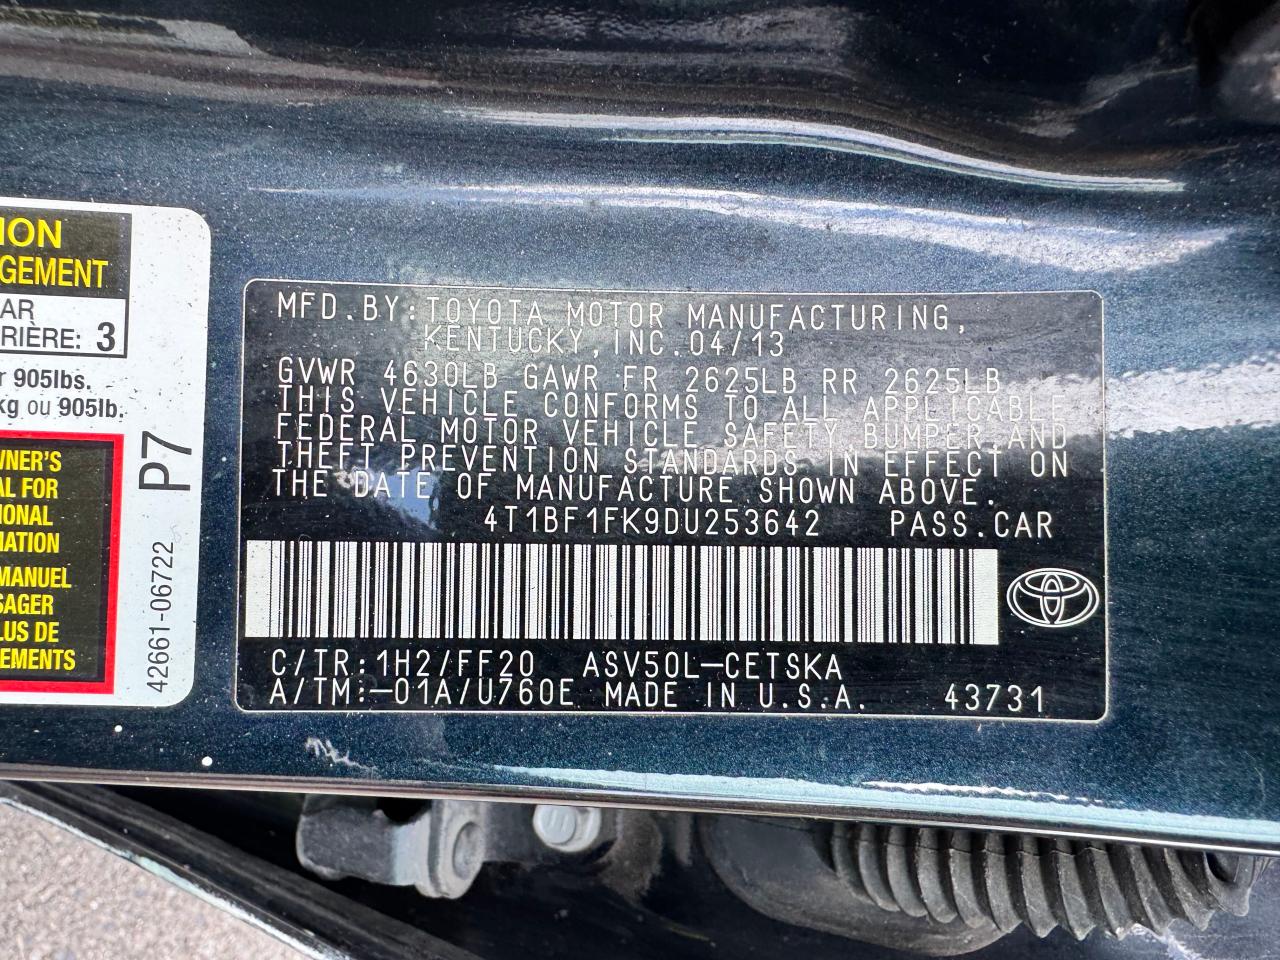 ION
GEMENT
AR
RIÈRE: 3
r 905lbs.
kg ou 905lb.
WNER'S
AL FOR
IONAL
MATION
MANUEL
SAGER
LUS DE
EMENTS
P7
42661-06722
MFD.BY:TOYOTA MOTOR MANUFACTURING,
KENTUCKY,INC.04/13
GVWR 4630LB GAWR FR 2625LB RR 2625LB
THIS VEHICLE CONFORMS TO ALL APPLICABLE
FEDERAL MOTOR VEHICLE SAFETY,BUMPER,AND
THEFT PREVENTION STANDARDS IN EFFECT ON
THE DATE OF MANUFACTURE SHOWN ABOVE.
4T1BF1FK9DU253642 PASS.CAR
C/TR:1H2/FF20 ASV50L-CETSKA
A/TM:-01A/U760E MADE IN U.S.A. 43731